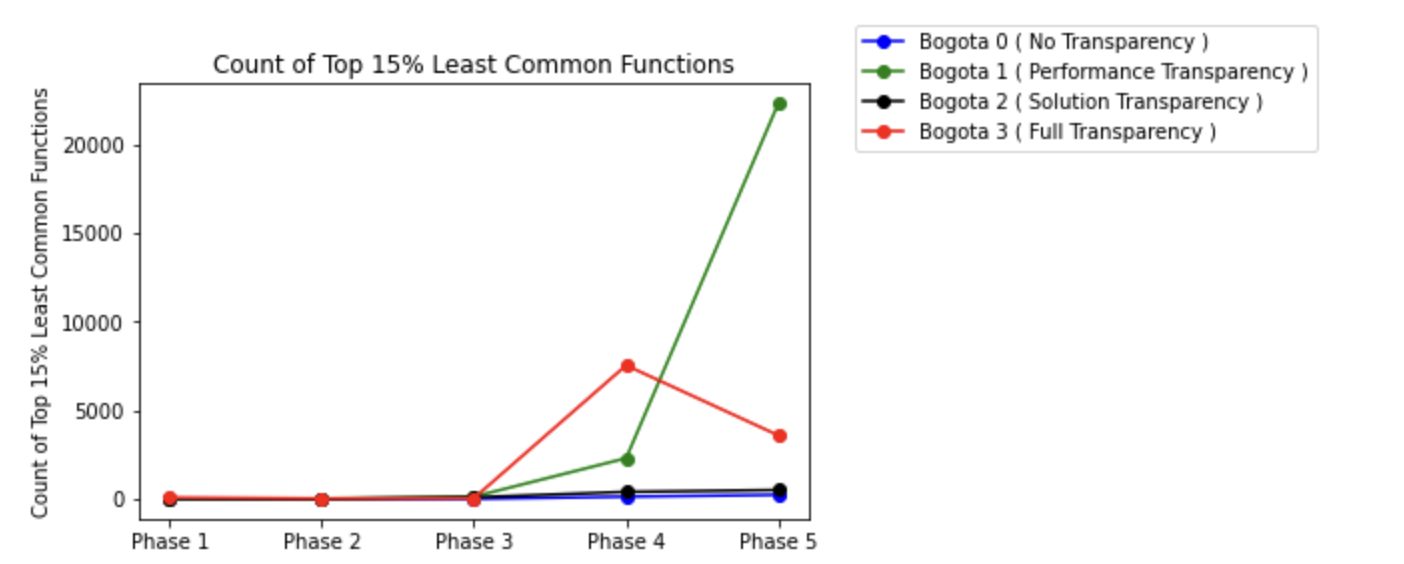 Count of Top 15% Least Common Functions
Bogota 0 ( No Transparency )
Bogota 1 ( Performance Transparency )
Bogota 2 ( Solution Transparency )
Bogota 3 ( Full Transparency )
Count of Top 15% Least Common Functions
20000
15000
10000
5000
0
Phase 1 Phase 2 Phase 3 Phase 4 Phase 5